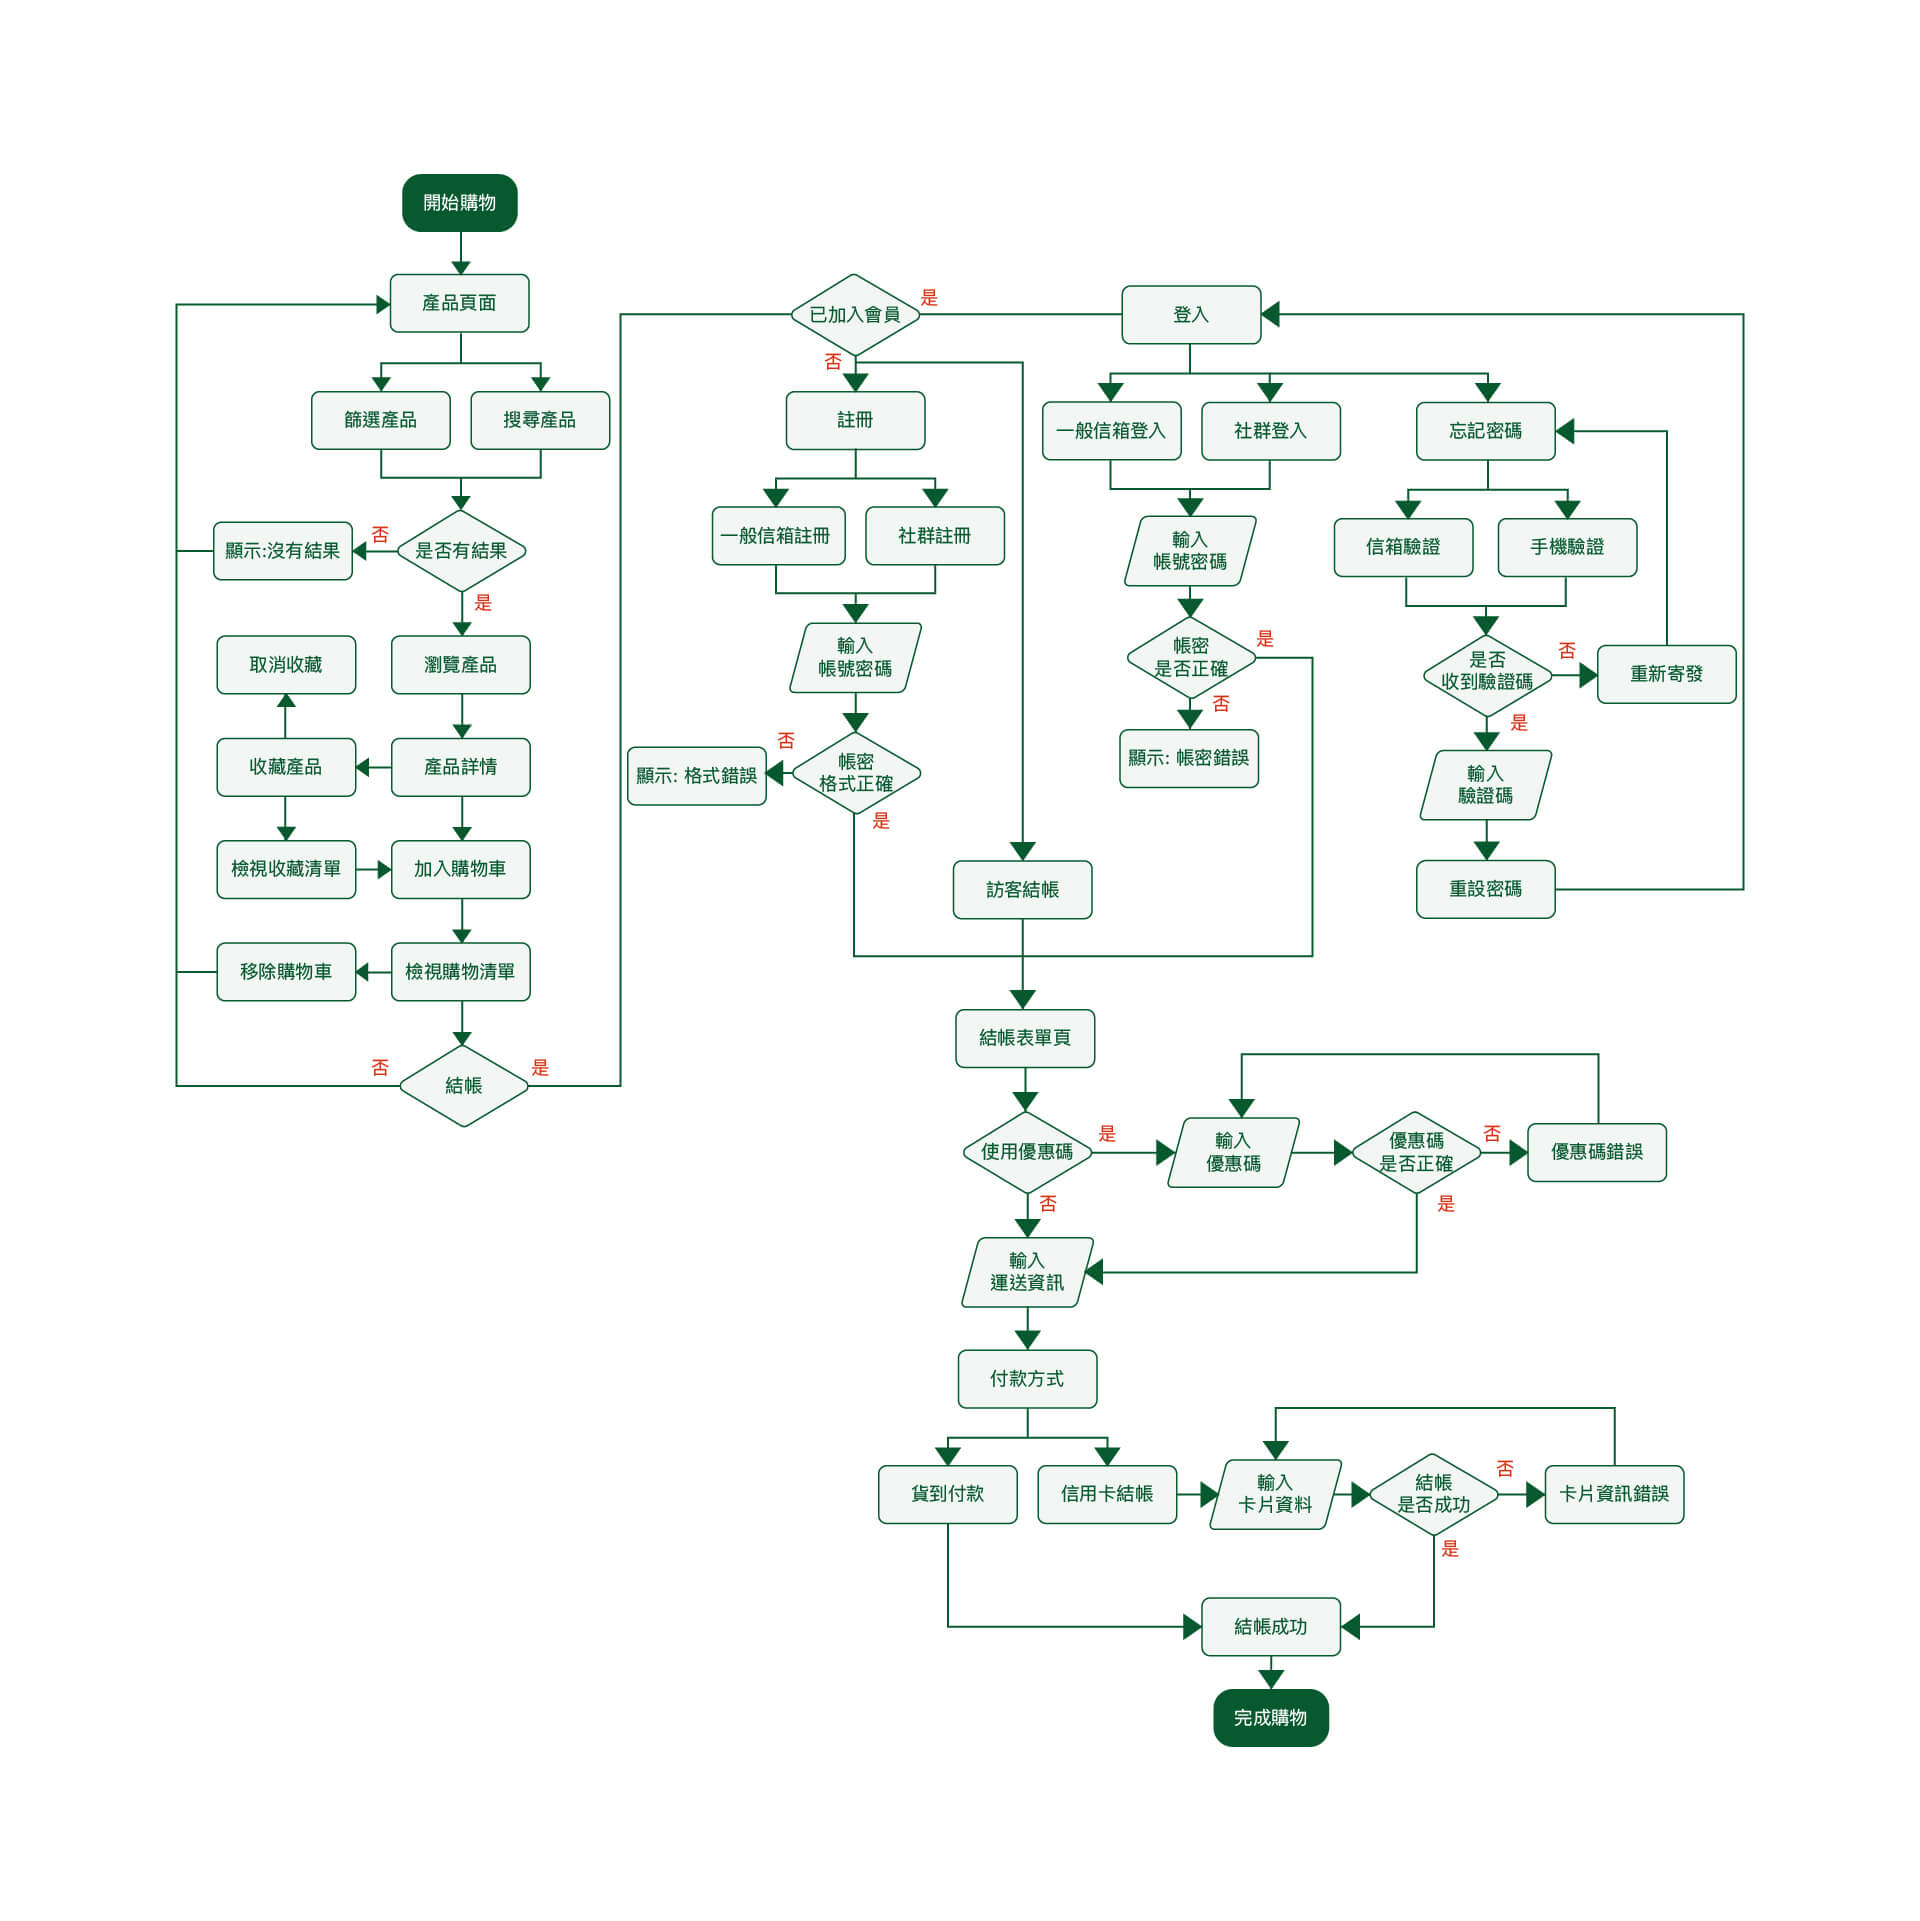 開始購物
產品頁面
篩選產品
搜尋產品
是否有結果
否
顯示:沒有結果
是
瀏覽產品
取消收藏
產品詳情
收藏產品
檢視收藏清單
加入購物車
檢視購物清單
移除購物車
結帳
否
是
已加入會員
是
否
註冊
一般信箱註冊
社群註冊
輸入
帳號密碼
帳密
格式正確
否
顯示: 格式錯誤
是
訪客結帳
登入
一般信箱登入
社群登入
忘記密碼
輸入
帳號密碼
帳密
是否正確
是
否
顯示: 帳密錯誤
信箱驗證
手機驗證
是否
收到驗證碼
否
重新寄發
是
輸入
驗證碼
重設密碼
結帳表單頁
使用優惠碼
是
否
輸入
優惠碼
優惠碼
是否正確
否
優惠碼錯誤
是
輸入
運送資訊
付款方式
貨到付款
信用卡結帳
輸入
卡片資料
結帳
是否成功
否
卡片資訊錯誤
是
結帳成功
完成購物